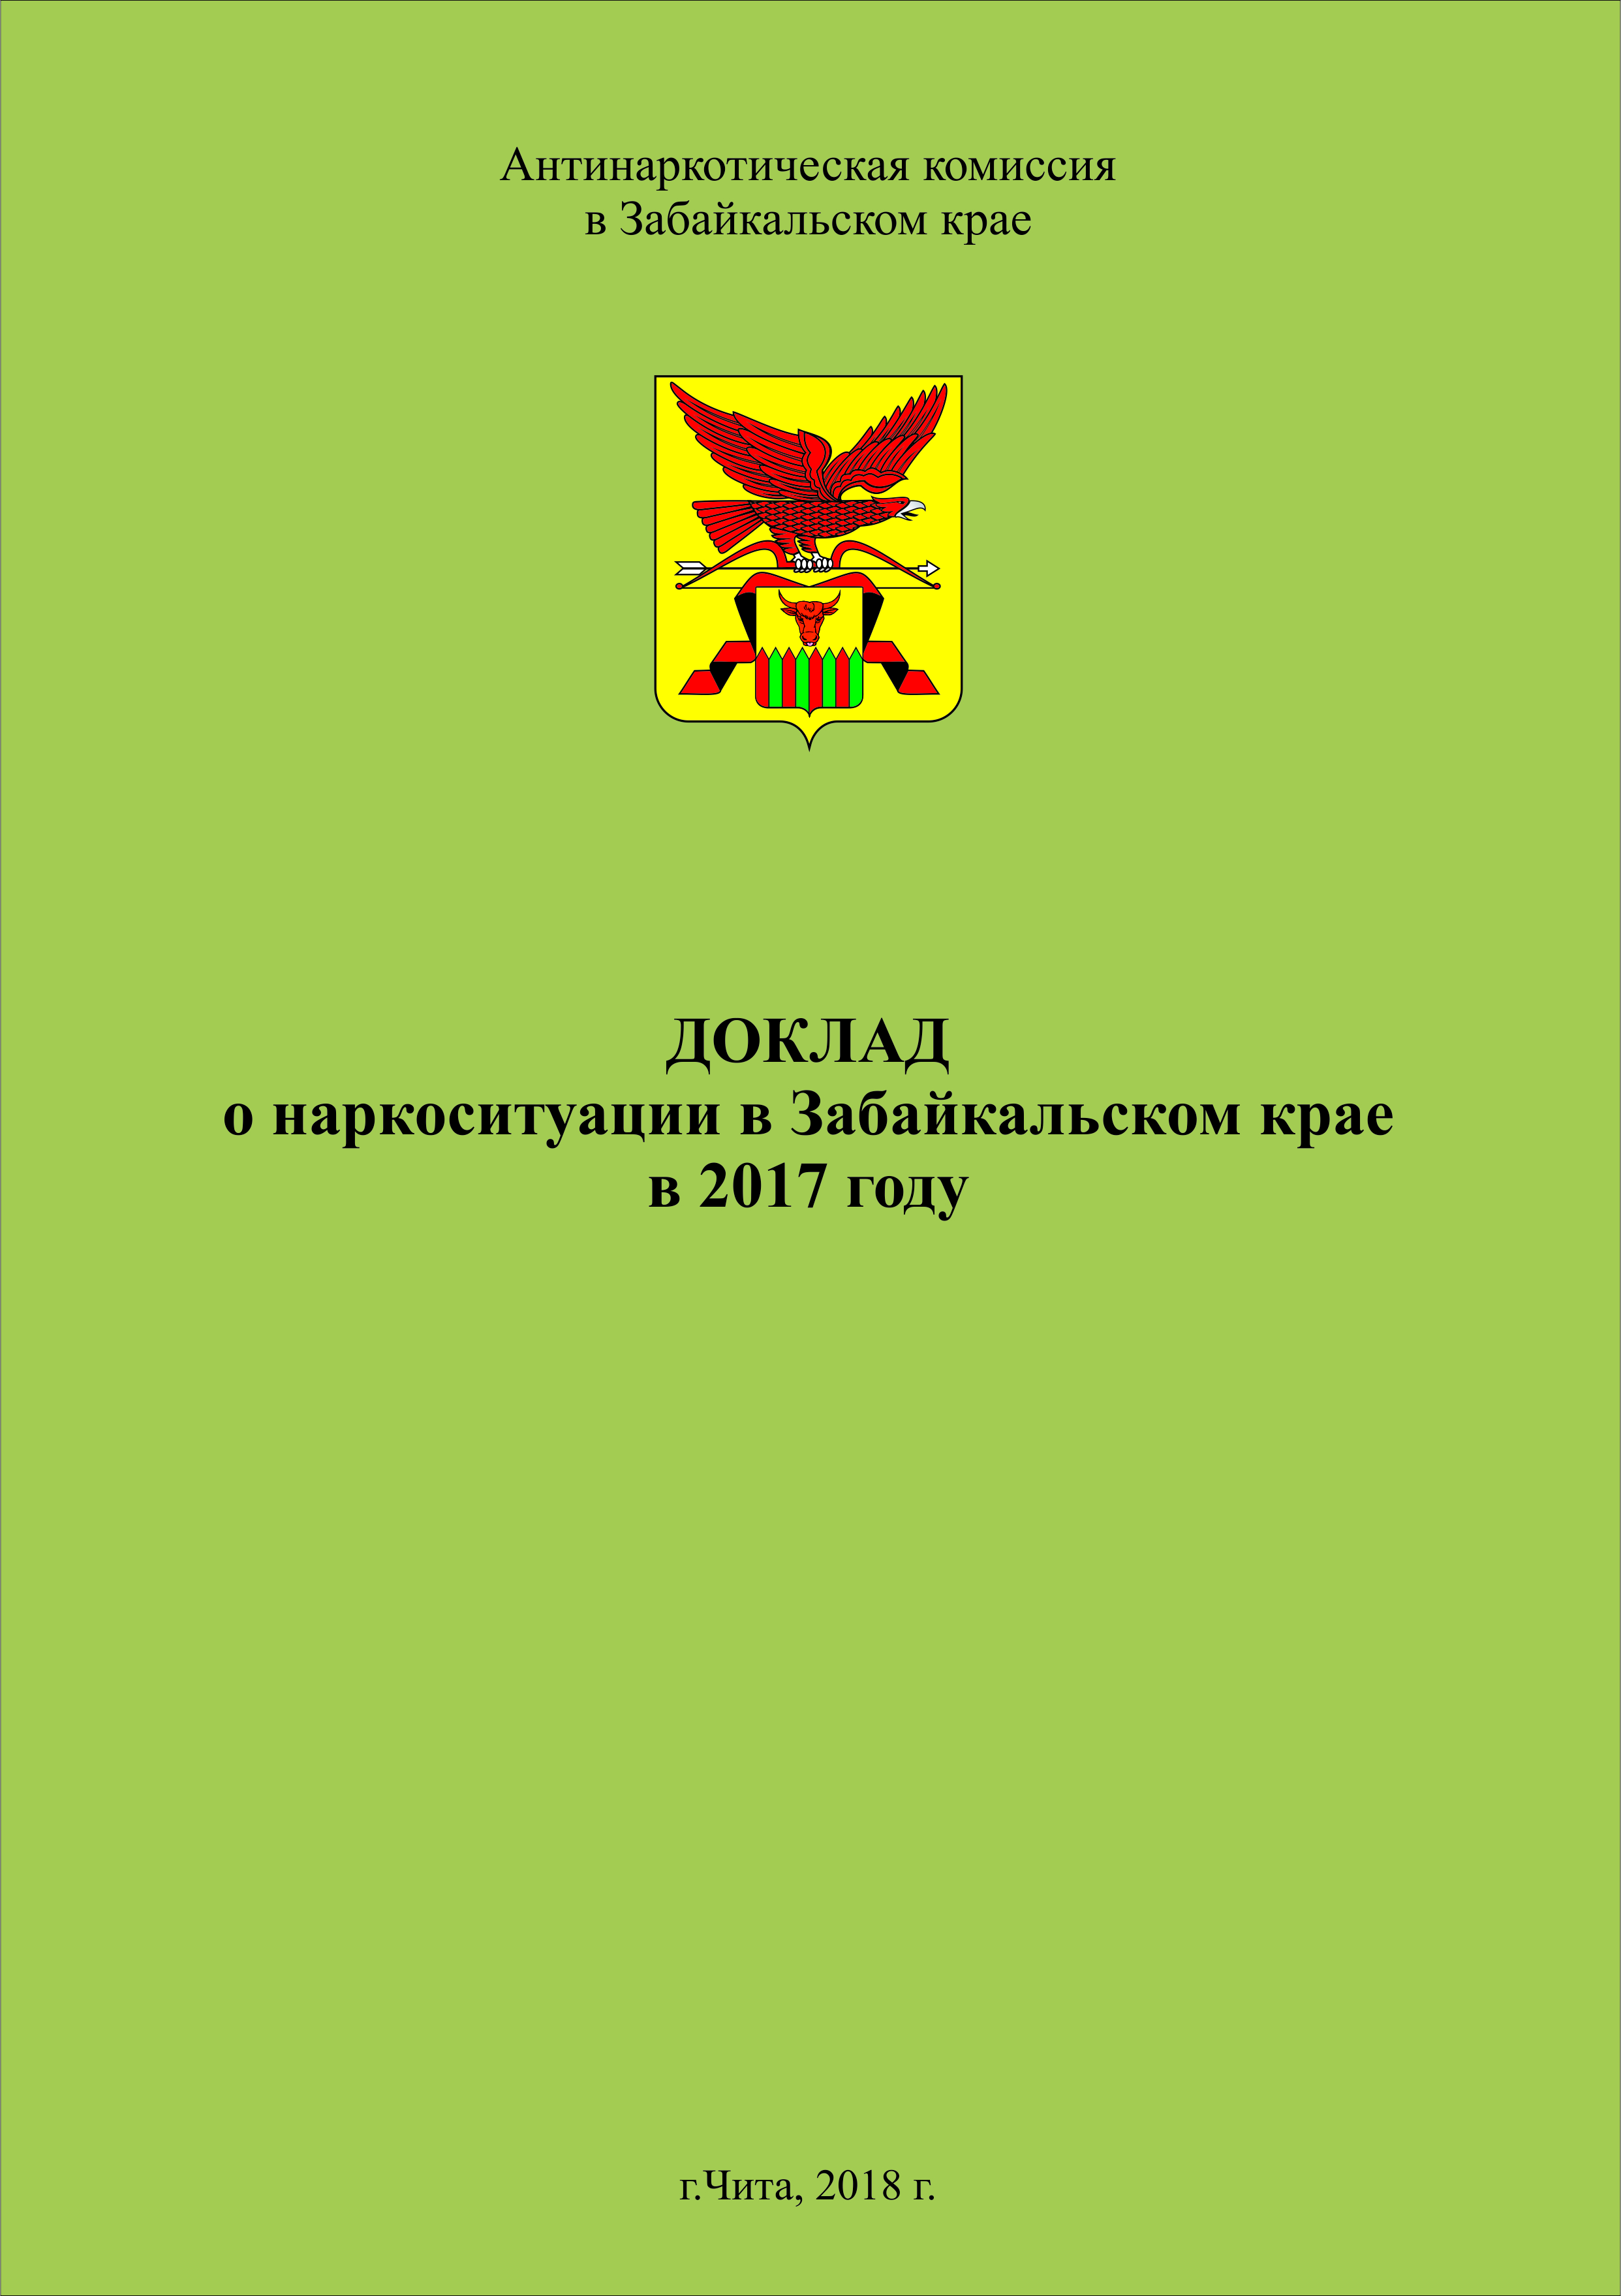 Антинаркотическая комиссия
в Забайкальском крае
ДОКЛАД
о наркоситуации в Забайкальском крае
в 2017 году
г.Чита, 2018 г.